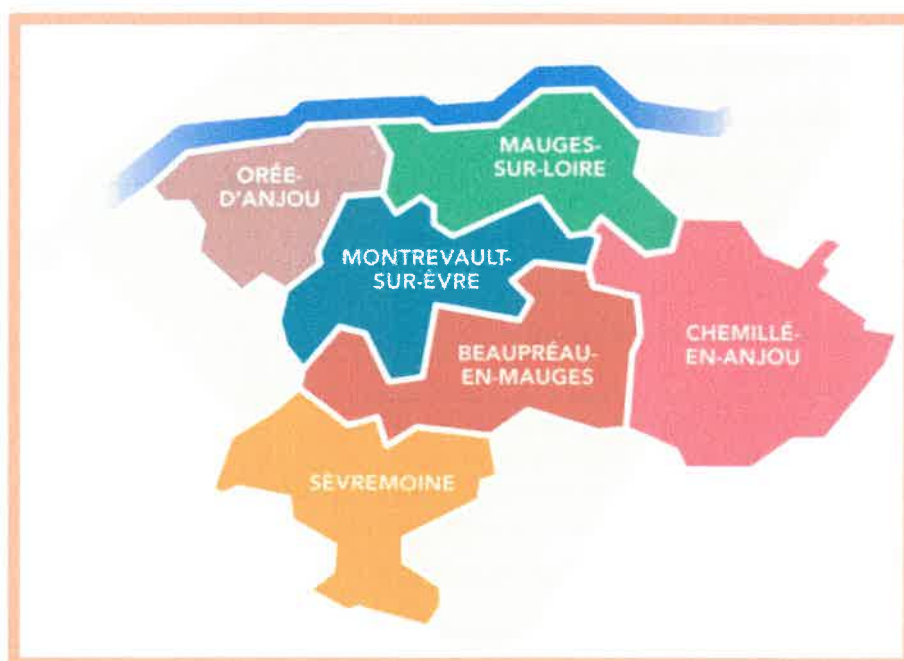 MAUGES-
SUR-LOIRE
ORÉE-
D'ANJOU
MONTREVAULT-
SUR-ÈVRE
CHEMILLÉ-
EN-ANJOU
BEAUPRÉAU-
EN-MAUGES
SÈVREMOINE